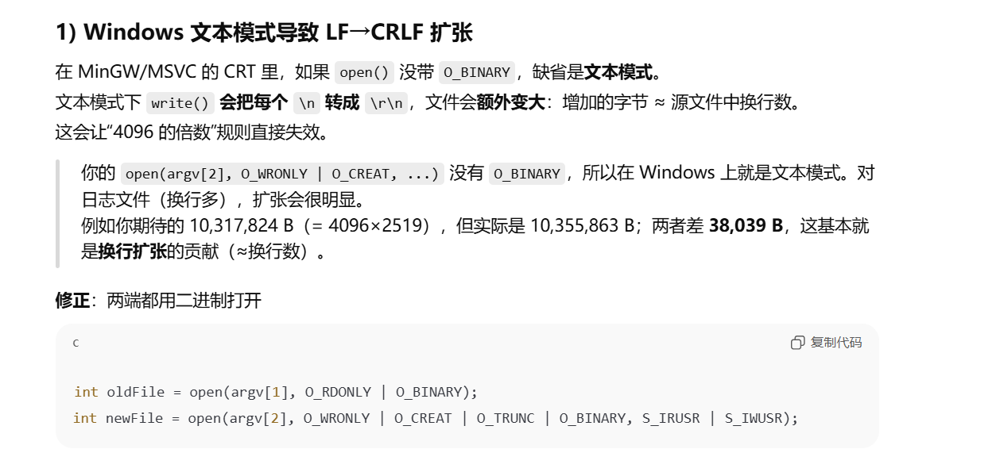 1) Windows 文本模式导致 LF→CRLF 扩张
在 MinGW/MSVC 的 CRT 里，如果 open() 没带 O_BINARY，缺省是文本模式。
文本模式下 write() 会把每个 \n 转成 \r\n，文件会额外变大：增加的字节 ≈ 源文件中换行数。
这会让“4096 的倍数”规则直接失效。
你的 open(argv[2], O_WRONLY | O_CREAT, ...) 没有 O_BINARY，所以在 Windows 上就是文本模式。对
日志文件（换行多），扩张会很明显。
例如你期待的 10,317,824 B（= 4096×2519），但实际是 10,355,863 B；两者差 38,039 B，这基本就
是换行扩张的贡献（≈换行数）。
修正：两端都用二进制打开
c
复制代码
int oldFile = open(argv[1], O_RDONLY | O_BINARY);
int newFile = open(argv[2], O_WRONLY | O_CREAT | O_TRUNC | O_BINARY, S_IRUSR | S_IWUSR);